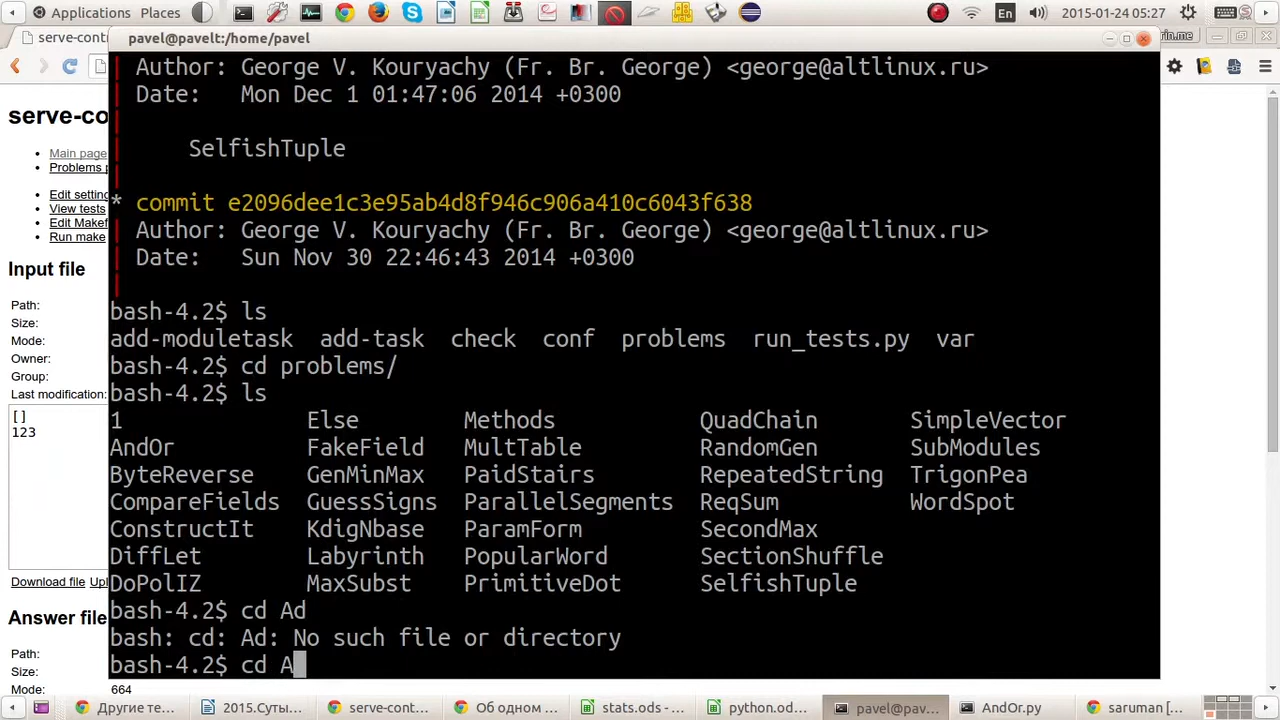 Applications Places En 2015-01-24 05:27
serve-cont
pavel@pavelt:/home/pavel
rin.me
serve-co
Main page
Problems p
Edit setting
View tests
Edit Makef
Run make
Input file
Path:
Size:
Mode:
Owner:
Group:
Last modification:
[]
123
Download file Upl
Answer file
Path:
Size:
Mode: 664
Author: George V. Kouryachy (Fr. Br. George) <george@altlinux.ru>
Date: Mon Dec 1 01:47:06 2014 +0300
SelfishTuple
* commit e2096dee1c3e95ab4d8f946c906a410c6043f638
Author: George V. Kouryachy (Fr. Br. George) <george@altlinux.ru>
Date: Sun Nov 30 22:46:43 2014 +0300
bash-4.2$ ls
add-moduletask add-task check conf problems run_tests.py var
bash-4.2$ cd problems/
bash-4.2$ ls
1 Else Methods QuadChain SimpleVector
AndOr FakeField MultTable RandomGen SubModules
ByteReverse GenMinMax PaidStairs RepeatedString TrigonPea
CompareFields GuessSigns ParallelSegments ReqSum WordSpot
ConstructIt KdigNbase ParamForm SecondMax
DiffLet Labyrinth PopularWord SectionShuffle
DoPolIZ MaxSubst PrimitiveDot SelfishTuple
bash-4.2$ cd Ad
bash: cd: Ad: No such file or directory
bash-4.2$ cd A
Другие те... 2015.Суты... serve-cont... Об одном ... stats.ods -... python.od... pavel@pav... AndOr.py saruman [...